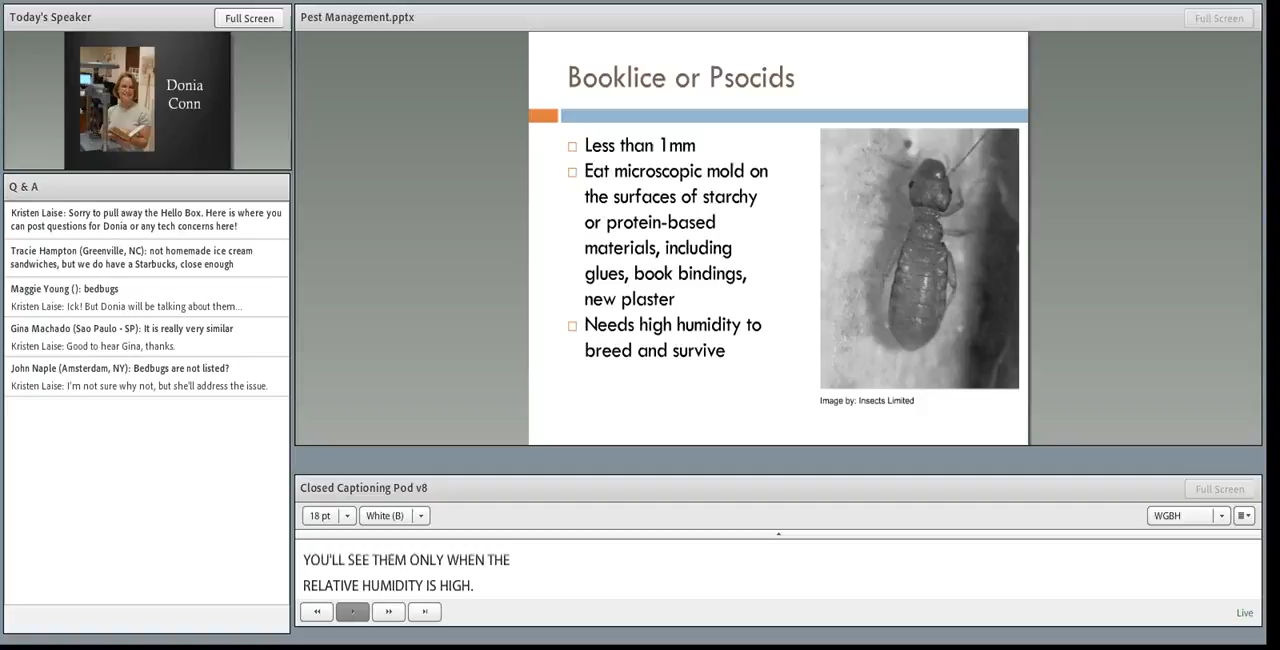 Today's Speaker
Full Screen
Donia
Conn
Q & A
Kristen Laise: Sorry to pull away the Hello Box. Here is where you
can post questions for Donia or any tech concerns here!
Tracie Hampton (Greenville, NC): not homemade ice cream
sandwiches, but we do have a Starbucks, close enough
Maggie Young (): bedbugs
Kristen Laise: Ick! But Donia will be talking about them...
Gina Machado (Sao Paulo - SP): It is really very similar
Kristen Laise: Good to hear Gina, thanks.
John Naple (Amsterdam, NY): Bedbugs are not listed?
Kristen Laise: I'm not sure why not, but she'll address the issue.
Pest Management.pptx
Full Screen
Booklice or Psocids
Less than 1mm
Eat microscopic mold on
the surfaces of starchy
or protein-based
materials, including
glues, book bindings,
new plaster
Needs high humidity to
breed and survive
Image by: Insects Limited
Closed Captioning Pod v8
Full Screen
18 pt
White (B)
WGBH
YOU'LL SEE THEM ONLY WHEN THE
RELATIVE HUMIDITY IS HIGH.
Live